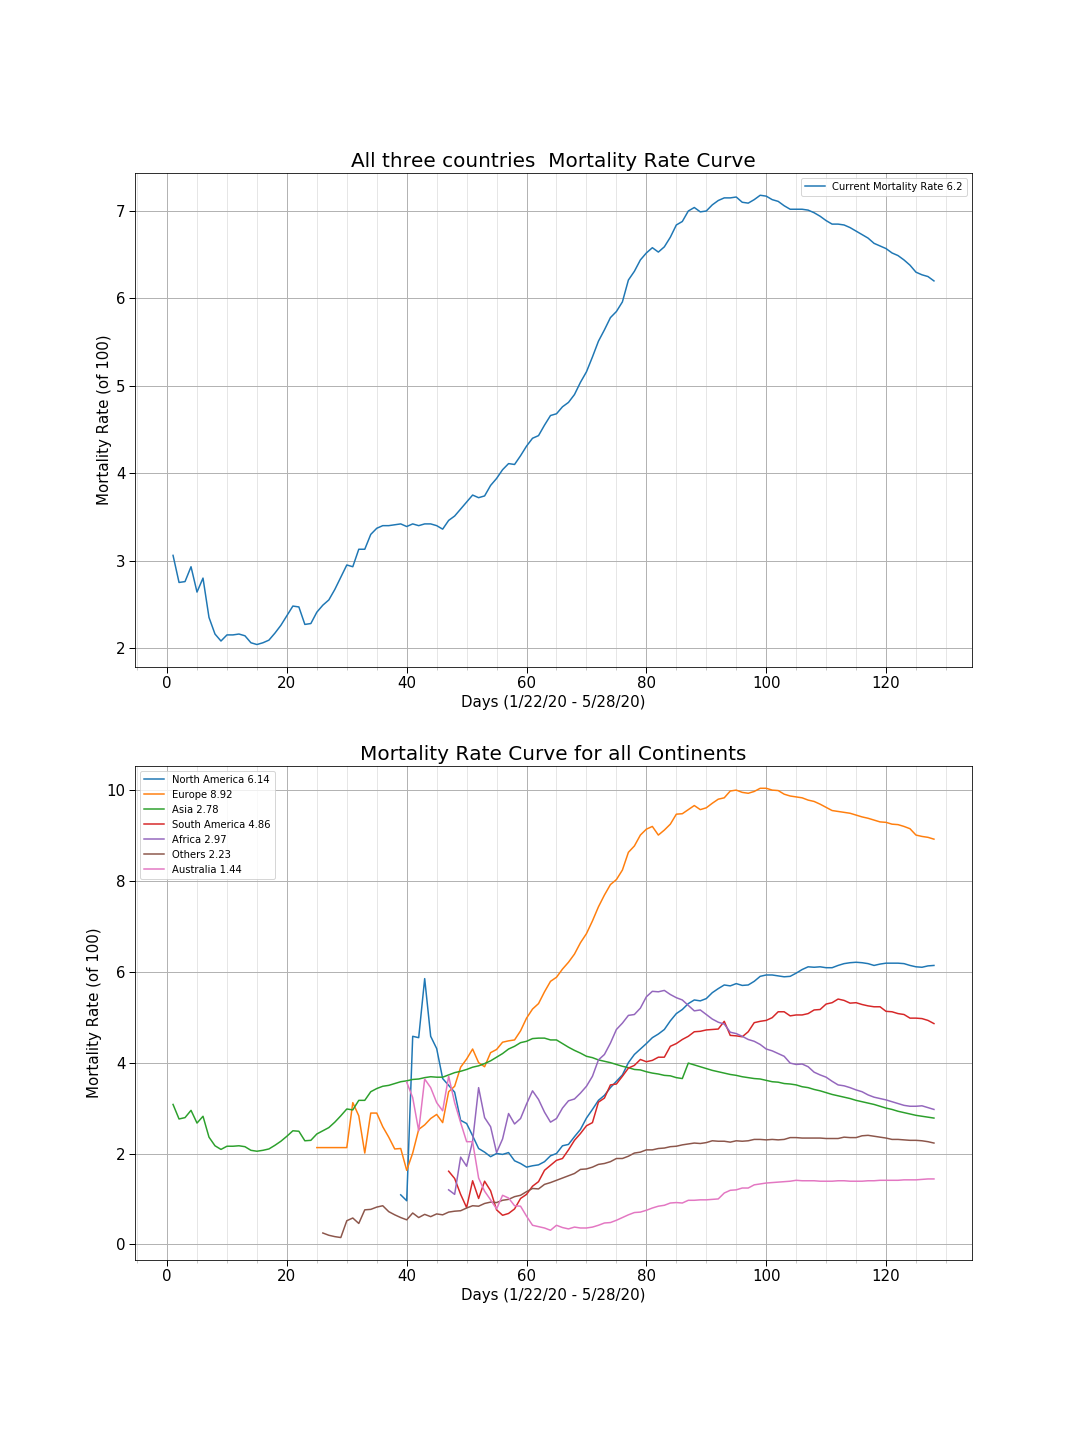 All three countries  Mortality Rate Curve
Current Mortality Rate 6.2
7
6
5
4
3
2
Mortality Rate (of 100)
0 20 40 60 80 100 120
Days (1/22/20 - 5/28/20)
Mortality Rate Curve for all Continents
North America 6.14
Europe 8.92
Asia 2.78
South America 4.86
Africa 2.97
Others 2.23
Australia 1.44
10
8
6
4
2
0
Mortality Rate (of 100)
0 20 40 60 80 100 120
Days (1/22/20 - 5/28/20)